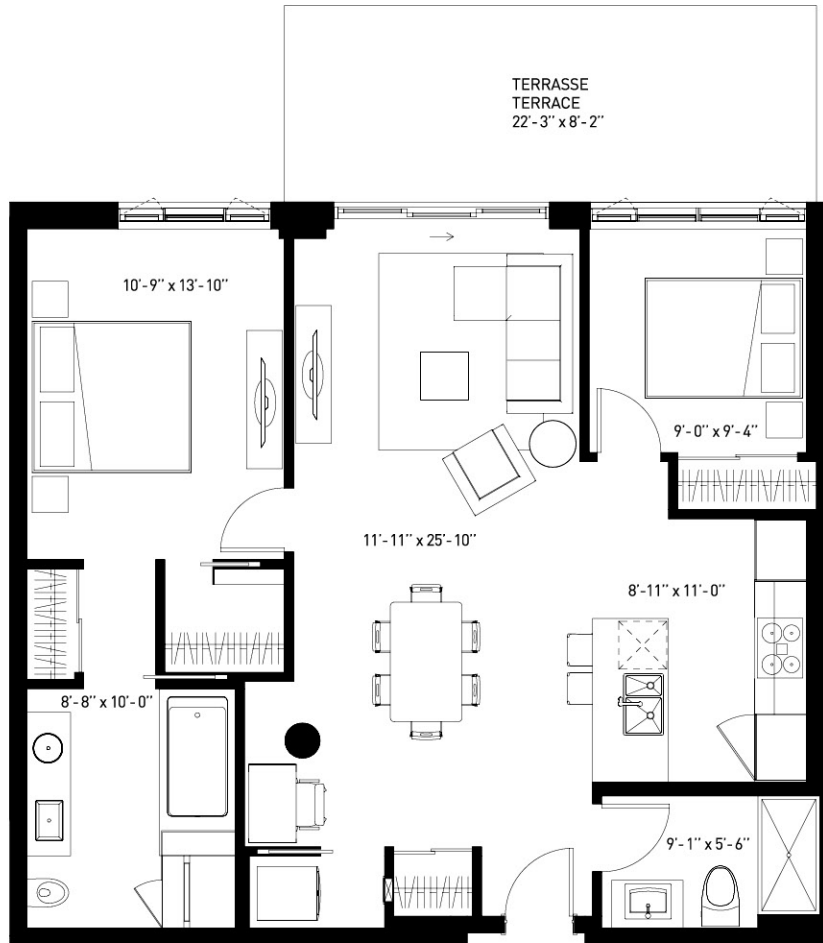 TERRASSE
TERRACE
22'-3" x 8'-2"
10'-9" x 13'-10"
9'-0" x 9'-4"
11'-11" x 25'-10"
8'-11" x 11'-0"
8'-8" x 10'-0"
9'-1" x 5'-6"